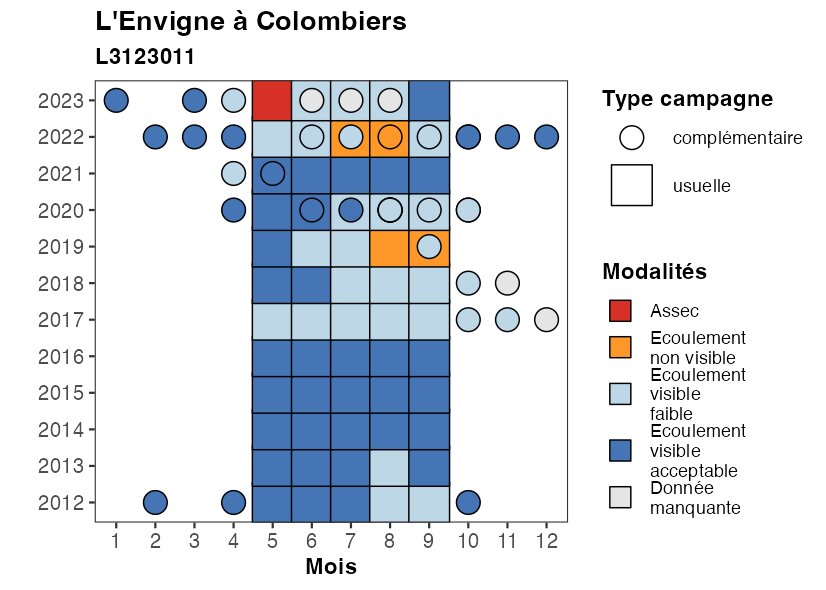 L'Envigne à Colombiers
L3123011
2023
2022
2021
2020
2019
2018
2017
2016
2015
2014
2013
2012
1 2 3 4 5 6 7 8 9 10 11 12
Mois
Type campagne
complémentaire
usuelle
Modalités
Assec
Ecoulement
non visible
Ecoulement
visible
faible
Ecoulement
visible
acceptable
Donnée
manquante